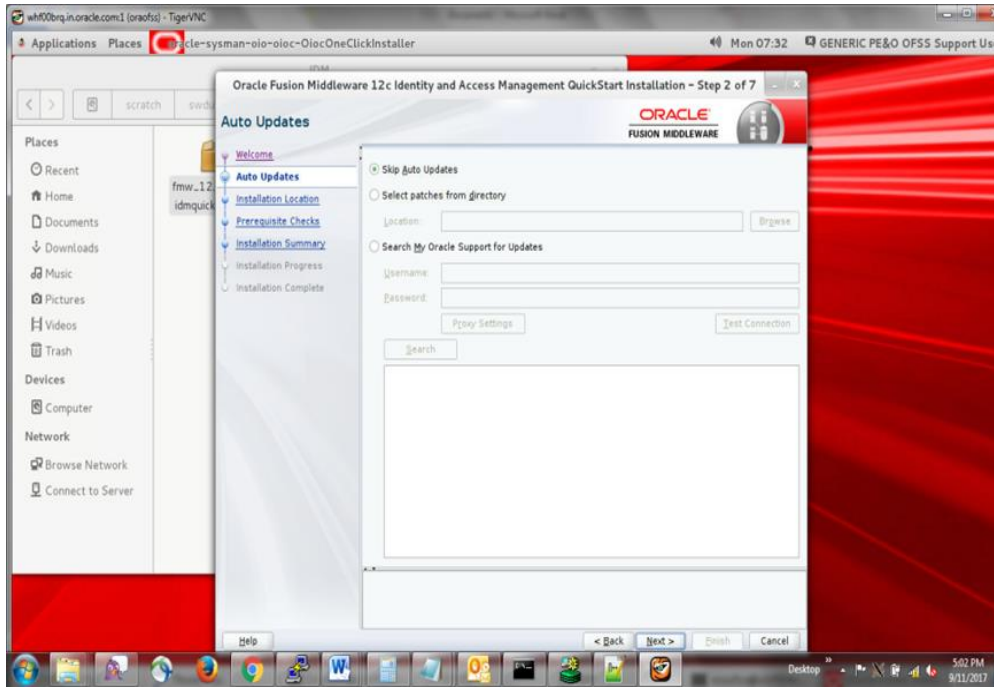 whf00brq.in.oracle.com:1 (oraofss) - TigerVNC
Applications Places oracle-sysman-oio-oioc-OiocOneClickInstaller Mon 07:32 GENERIC PE&O OFSS Support Us
IDM
scratch swdu
Places
Recent
Home
Documents
Downloads
Music
Pictures
Videos
Trash
Devices
Computer
Network
Browse Network
Connect to Server
fmw_12.
idmquick
Oracle Fusion Middleware 12c Identity and Access Management QuickStart Installation - Step 2 of 7
Auto Updates
ORACLE
FUSION MIDDLEWARE
Welcome
Auto Updates
Installation Location
Prerequisite Checks
Installation Summary
Installation Progress
Installation Complete
Skip Auto Updates
Select patches from directory
Location: Browse
Search My Oracle Support for Updates
Username:
Password:
Proxy Settings Test Connection
Search
Help < Back Next > Finish Cancel
Desktop
5:02 PM
9/11/2017